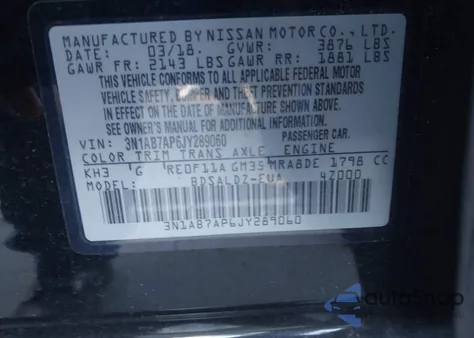 MANUFACTURED BY NISSAN MOTOR CO., LTD.
DATE: 03/18. GVWR: 3876 LBS
GAWR FR: 2143 LBS GAWR RR: 1881 LBS
THIS VEHICLE CONFORMS TO ALL APPLICABLE FEDERAL MOTOR
VEHICLE SAFETY, BUMPER AND THEFT PREVENTION STANDARDS
IN EFFECT ON THE DATE OF MANUFACTURE SHOWN ABOVE.
SEE OWNER'S MANUAL FOR ADDITIONAL INFORMATION.
VIN: 3N1AB7AP6JY289060 PASSENGER CAR
COLOR TRIM TRANS AXLE ENGINE
KH3 G RE0F11A GM35 MRA8DE 1798 CC
MODEL: BDSALDZ-EUA 4Z000
3N1AB7AP6JY289060
autoSnap